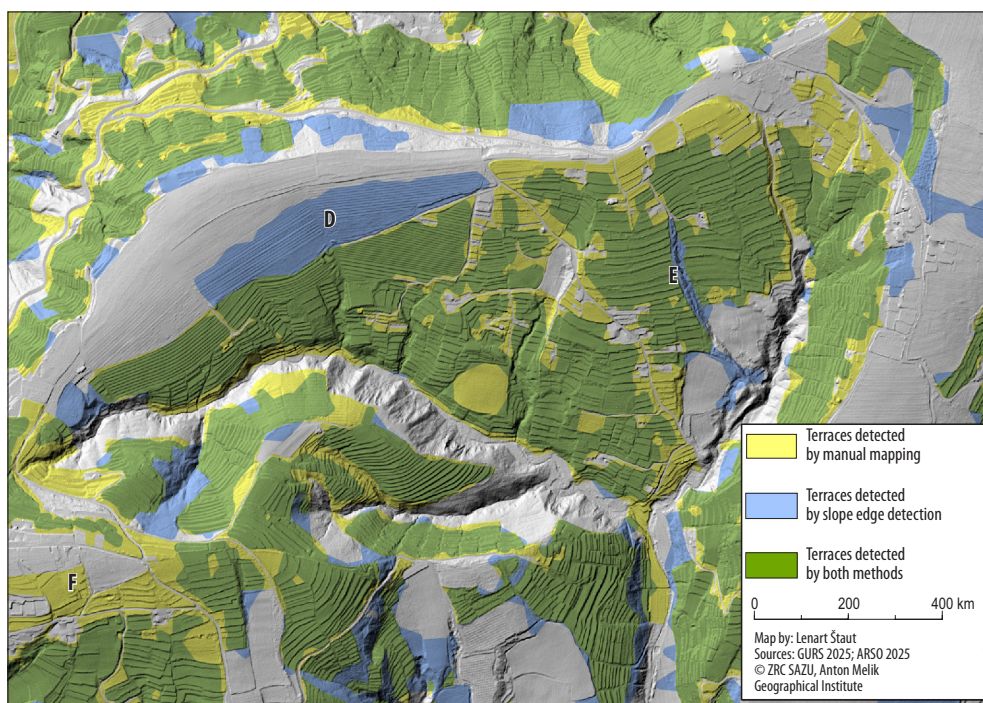 D
E
F
Terraces detected
by manual mapping
Terraces detected
by slope edge detection
Terraces detected
by both methods
0 200 400 km
Map by: Lenart Štaut
Sources: GURS 2025; ARSO 2025
© ZRC SAZU, Anton Melik
Geographical Institute